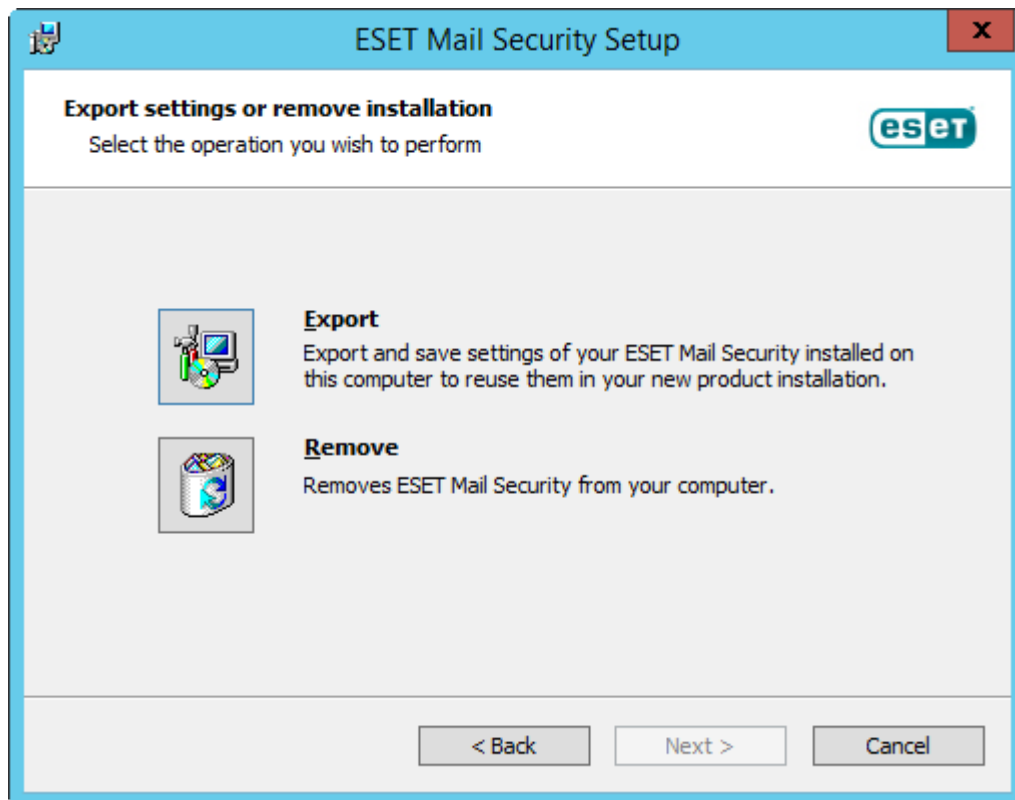 ESET Mail Security Setup
x
Export settings or remove installation
Select the operation you wish to perform
eset
Export
Export and save settings of your ESET Mail Security installed on
this computer to reuse them in your new product installation.
Remove
Removes ESET Mail Security from your computer.
< Back
Next >
Cancel